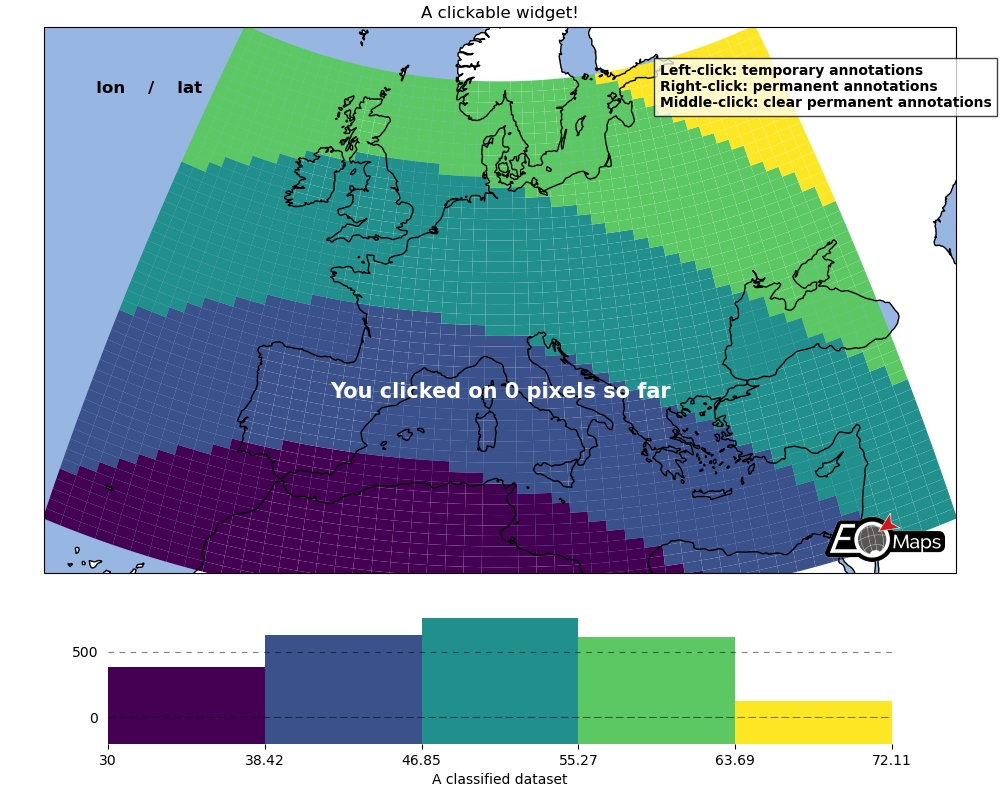 A clickable widget!
lon / lat
Left-click: temporary annotations
Right-click: permanent annotations
Middle-click: clear permanent annotations
You clicked on 0 pixels so far
EOMaps
500
0
30 38.42 46.85 55.27 63.69 72.11
A classified dataset